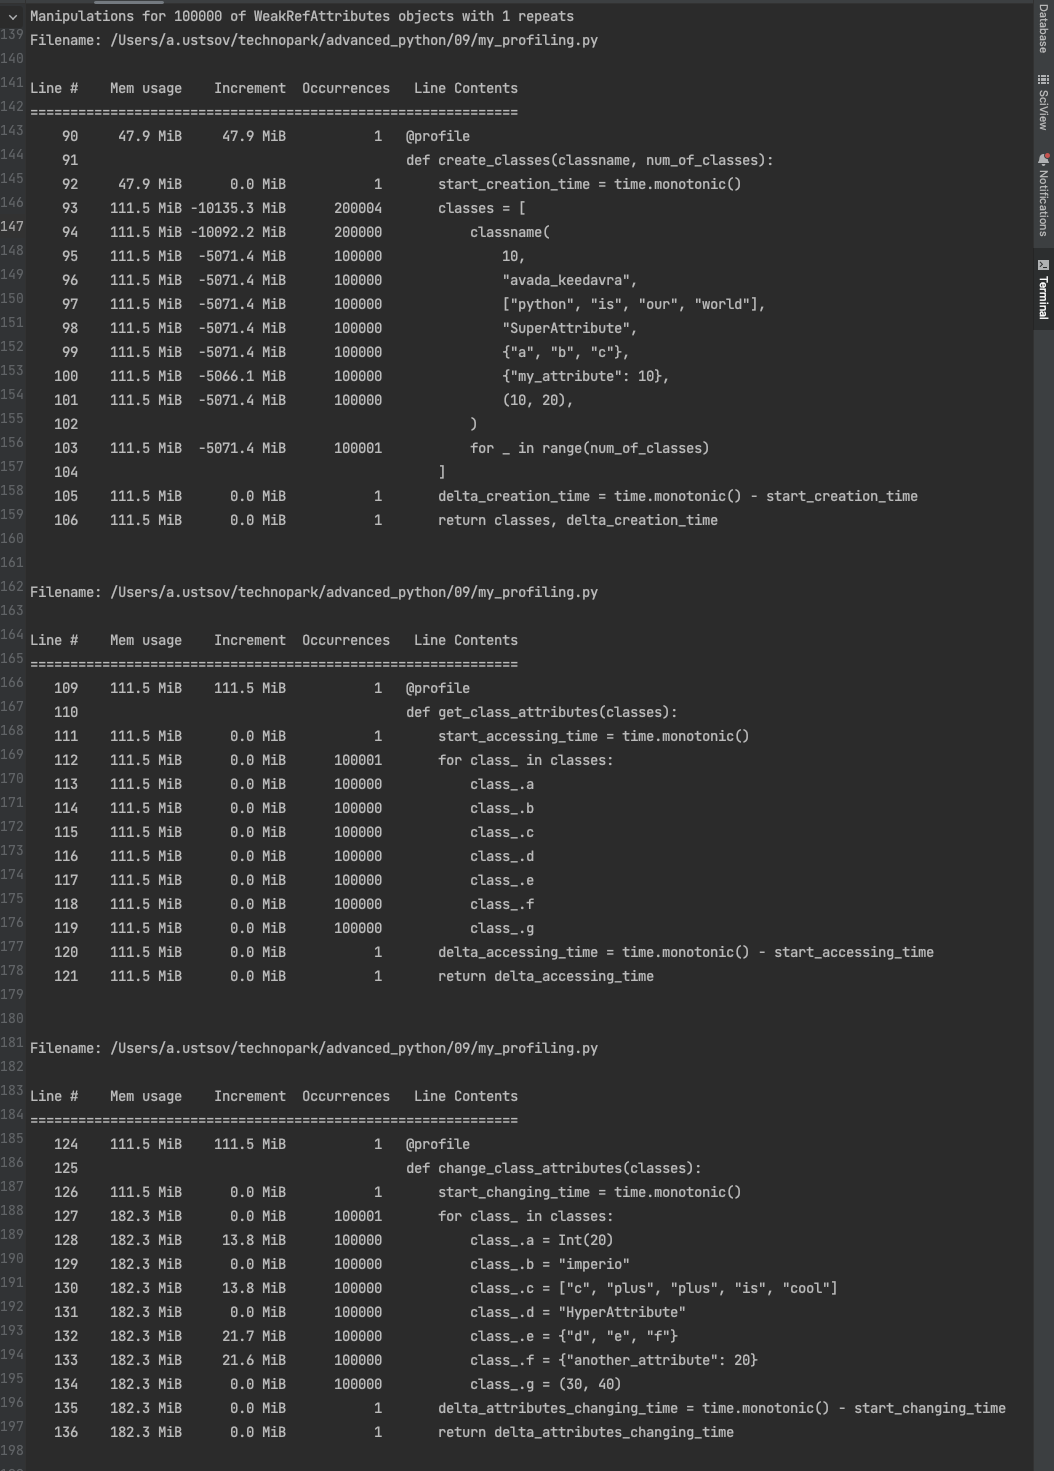 Manipulations for 100000 of WeakRefAttributes objects with 1 repeats
139 Filename: /Users/a.ustsov/technopark/advanced_python/09/my_profiling.py
140
141 Line #    Mem usage    Increment  Occurrences   Line Contents
142 =============================================================
143     90     47.9 MiB     47.9 MiB           1   @profile
144     91                                         def create_classes(classname, num_of_classes):
145     92     47.9 MiB      0.0 MiB           1       start_creation_time = time.monotonic()
146     93    111.5 MiB -10135.3 MiB      200004       classes = [
147     94    111.5 MiB -10092.2 MiB      200000           classname(
148     95    111.5 MiB  -5071.4 MiB      100000               10,
149     96    111.5 MiB  -5071.4 MiB      100000               "avada_keedavra",
150     97    111.5 MiB  -5071.4 MiB      100000               ["python", "is", "our", "world"],
151     98    111.5 MiB  -5071.4 MiB      100000               "SuperAttribute",
152     99    111.5 MiB  -5071.4 MiB      100000               {"a", "b", "c"},
153    100    111.5 MiB  -5066.1 MiB      100000               {"my_attribute": 10},
154    101    111.5 MiB  -5071.4 MiB      100000               (10, 20),
155    102                                                 )
156    103    111.5 MiB  -5071.4 MiB      100001           for _ in range(num_of_classes)
157    104                                             ]
158    105    111.5 MiB      0.0 MiB           1       delta_creation_time = time.monotonic() - start_creation_time
159    106    111.5 MiB      0.0 MiB           1       return classes, delta_creation_time
160
161
162 Filename: /Users/a.ustsov/technopark/advanced_python/09/my_profiling.py
163
164 Line #    Mem usage    Increment  Occurrences   Line Contents
165 =============================================================
166    109    111.5 MiB    111.5 MiB           1   @profile
167    110                                         def get_class_attributes(classes):
168    111    111.5 MiB      0.0 MiB           1       start_accessing_time = time.monotonic()
169    112    111.5 MiB      0.0 MiB      100001       for class_ in classes:
170    113    111.5 MiB      0.0 MiB      100000           class_.a
171    114    111.5 MiB      0.0 MiB      100000           class_.b
172    115    111.5 MiB      0.0 MiB      100000           class_.c
173    116    111.5 MiB      0.0 MiB      100000           class_.d
174    117    111.5 MiB      0.0 MiB      100000           class_.e
175    118    111.5 MiB      0.0 MiB      100000           class_.f
176    119    111.5 MiB      0.0 MiB      100000           class_.g
177    120    111.5 MiB      0.0 MiB           1       delta_accessing_time = time.monotonic() - start_accessing_time
178    121    111.5 MiB      0.0 MiB           1       return delta_accessing_time
179
180
181 Filename: /Users/a.ustsov/technopark/advanced_python/09/my_profiling.py
182
183 Line #    Mem usage    Increment  Occurrences   Line Contents
184 =============================================================
185    124    111.5 MiB    111.5 MiB           1   @profile
186    125                                         def change_class_attributes(classes):
187    126    111.5 MiB      0.0 MiB           1       start_changing_time = time.monotonic()
188    127    182.3 MiB      0.0 MiB      100001       for class_ in classes:
189    128    182.3 MiB     13.8 MiB      100000           class_.a = Int(20)
190    129    182.3 MiB      0.0 MiB      100000           class_.b = "imperio"
191    130    182.3 MiB     13.8 MiB      100000           class_.c = ["c", "plus", "plus", "is", "cool"]
192    131    182.3 MiB      0.0 MiB      100000           class_.d = "HyperAttribute"
193    132    182.3 MiB     21.7 MiB      100000           class_.e = {"d", "e", "f"}
194    133    182.3 MiB     21.6 MiB      100000           class_.f = {"another_attribute": 20}
195    134    182.3 MiB      0.0 MiB      100000           class_.g = (30, 40)
196    135    182.3 MiB      0.0 MiB           1       delta_attributes_changing_time = time.monotonic() - start_changing_time
197    136    182.3 MiB      0.0 MiB           1       return delta_attributes_changing_time
198
Database
SciView
Notifications
Terminal